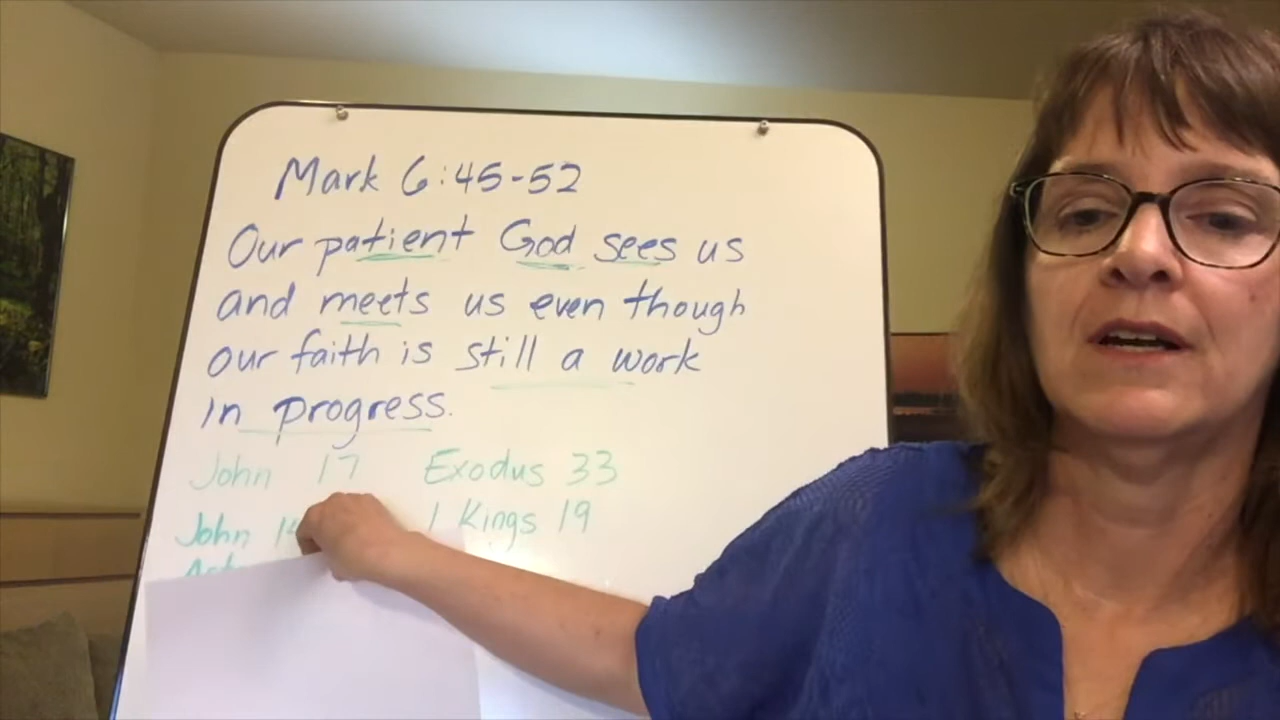 Mark 6:45-52
Our patient God sees us
and meets us even though
our faith is still a work
in progress.
John 17 Exodus 33
John 1 Kings 19